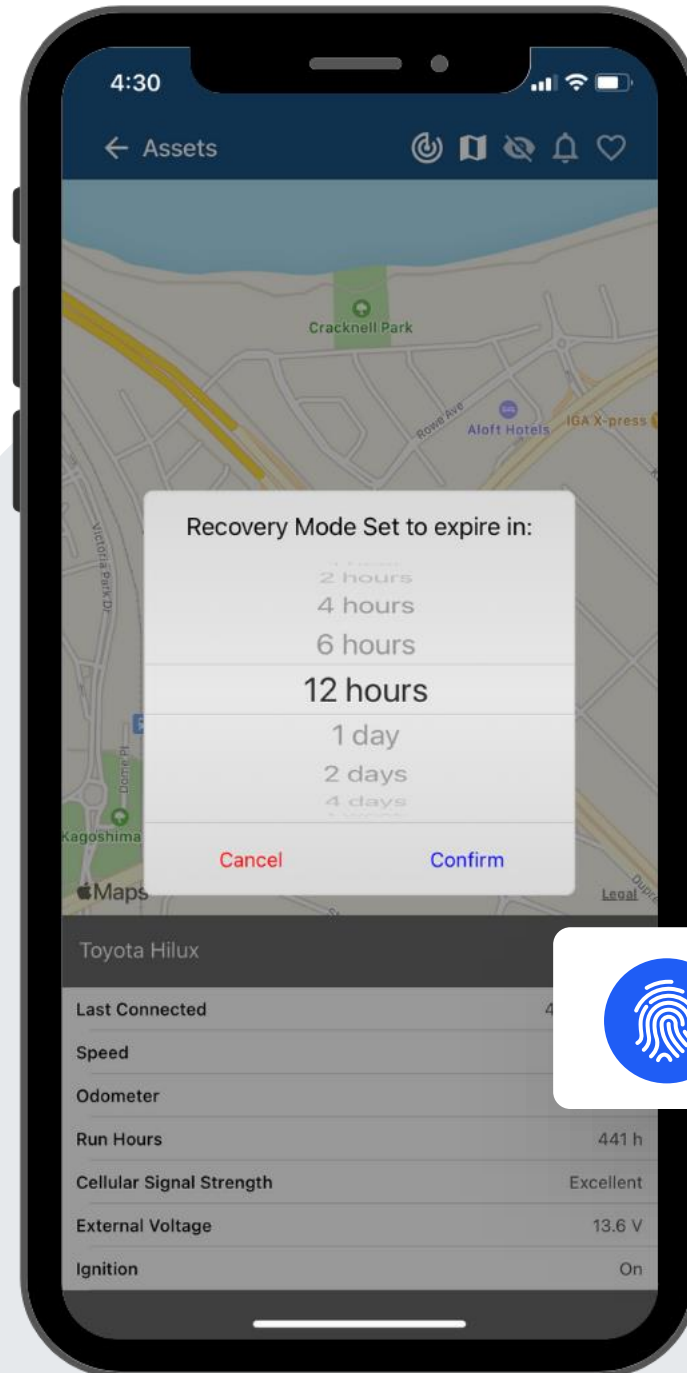 4:30
Assets
Cracknell Park
Rowe Ave
Aloft Hotels
IGA X-press
Victoria Park Dr
Recovery Mode Set to expire in:
2 hours
4 hours
6 hours
12 hours
1 day
2 days
4 days
Dome Pl
Kagoshima
Cancel
Confirm
Maps
Legal
Toyota Hilux
Last Connected
4
Speed
Odometer
Run Hours
441 h
Cellular Signal Strength
Excellent
External Voltage
13.6 V
Ignition
On